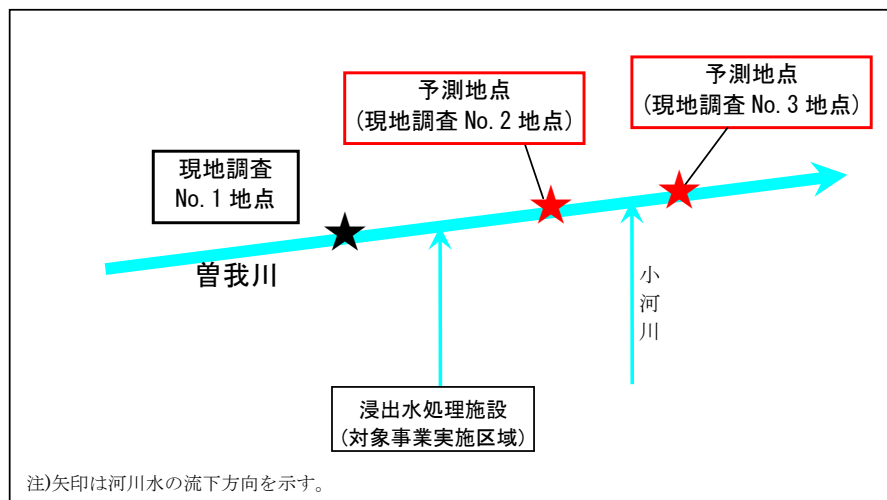 予測地点
(現地調査 No.2 地点)
予測地点
(現地調査 No.3 地点)
現地調査
No.1 地点
曽我川
小河川
浸出水処理施設
(対象事業実施区域)
注)矢印は河川水の流下方向を示す。